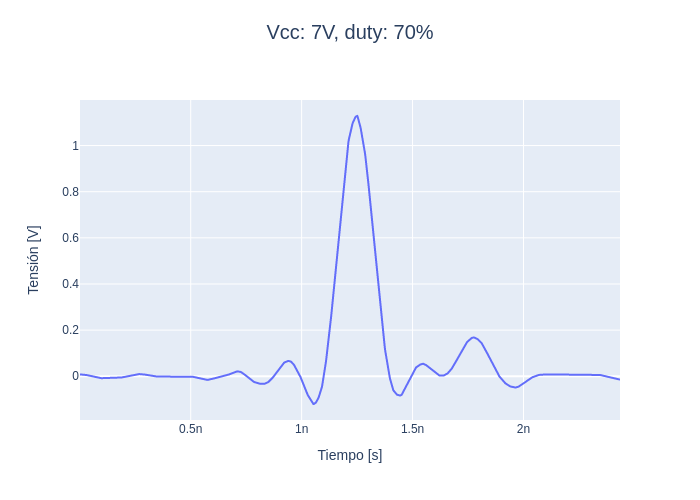 Vcc: 7V, duty: 70%
Tensión [V]
1
0.8
0.6
0.4
0.2
0
0.5n
1n
1.5n
2n
Tiempo [s]